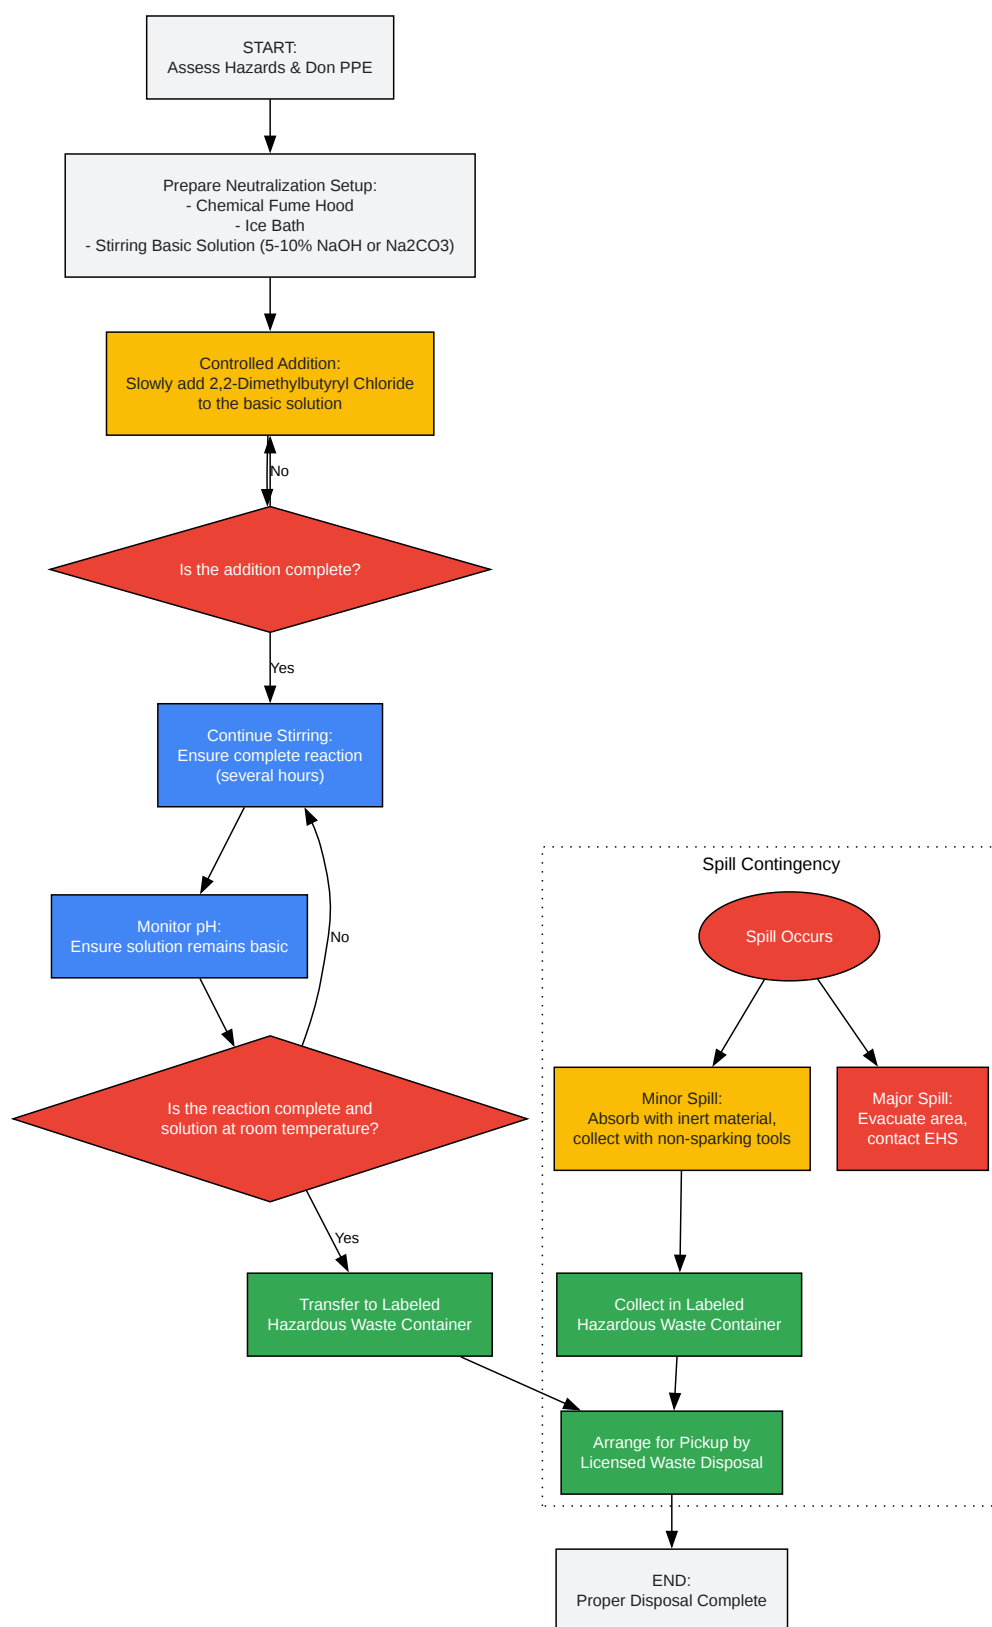 START:
Assess Hazards & Don PPE
Prepare Neutralization Setup:
- Chemical Fume Hood
- Ice Bath
- Stirring Basic Solution (5-10% NaOH or Na2CO3)
Controlled Addition:
Slowly add 2,2-Dimethylbutyryl Chloride
to the basic solution
No
Is the addition complete?
Yes
Continue Stirring:
Ensure complete reaction
(several hours)
Monitor pH:
Ensure solution remains basic
No
Is the reaction complete and
solution at room temperature?
Yes
Transfer to Labeled
Hazardous Waste Container
Spill Contingency
Spill Occurs
Minor Spill:
Absorb with inert material,
collect with non-sparking tools
Major Spill:
Evacuate area,
contact EHS
Collect in Labeled
Hazardous Waste Container
Arrange for Pickup by
Licensed Waste Disposal
END:
Proper Disposal Complete